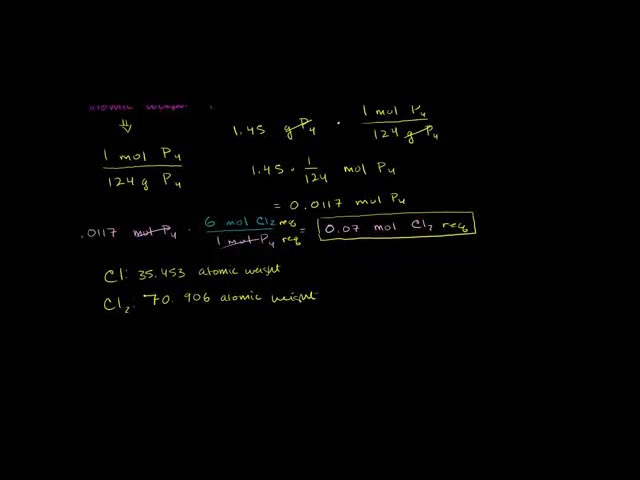 atomic weight
⇓
1 mol P4 / 124 g P4
1.45 g P4 · 1 mol P4 / 124 g P4
1.45 · 1/124 mol P4
= 0.0117 mol P4
.0117 mol P4 · 6 mol Cl2 req / 1 mol P4 req = 0.07 mol Cl2 req
Cl: 35.453 atomic weight
Cl2: 70.906 atomic weight